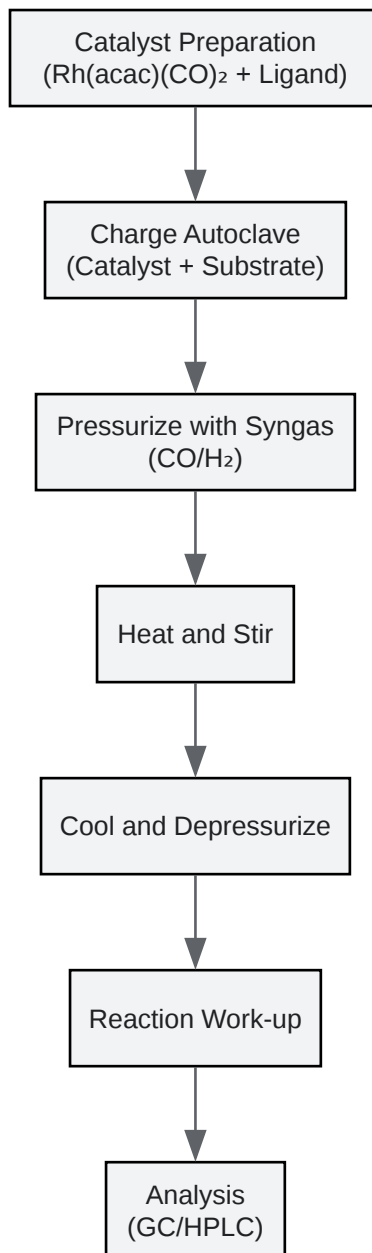 Catalyst Preparation
(Rh(acac)(CO)₂ + Ligand)
Charge Autoclave
(Catalyst + Substrate)
Pressurize with Syngas
(CO/H₂)
Heat and Stir
Cool and Depressurize
Reaction Work-up
Analysis
(GC/HPLC)